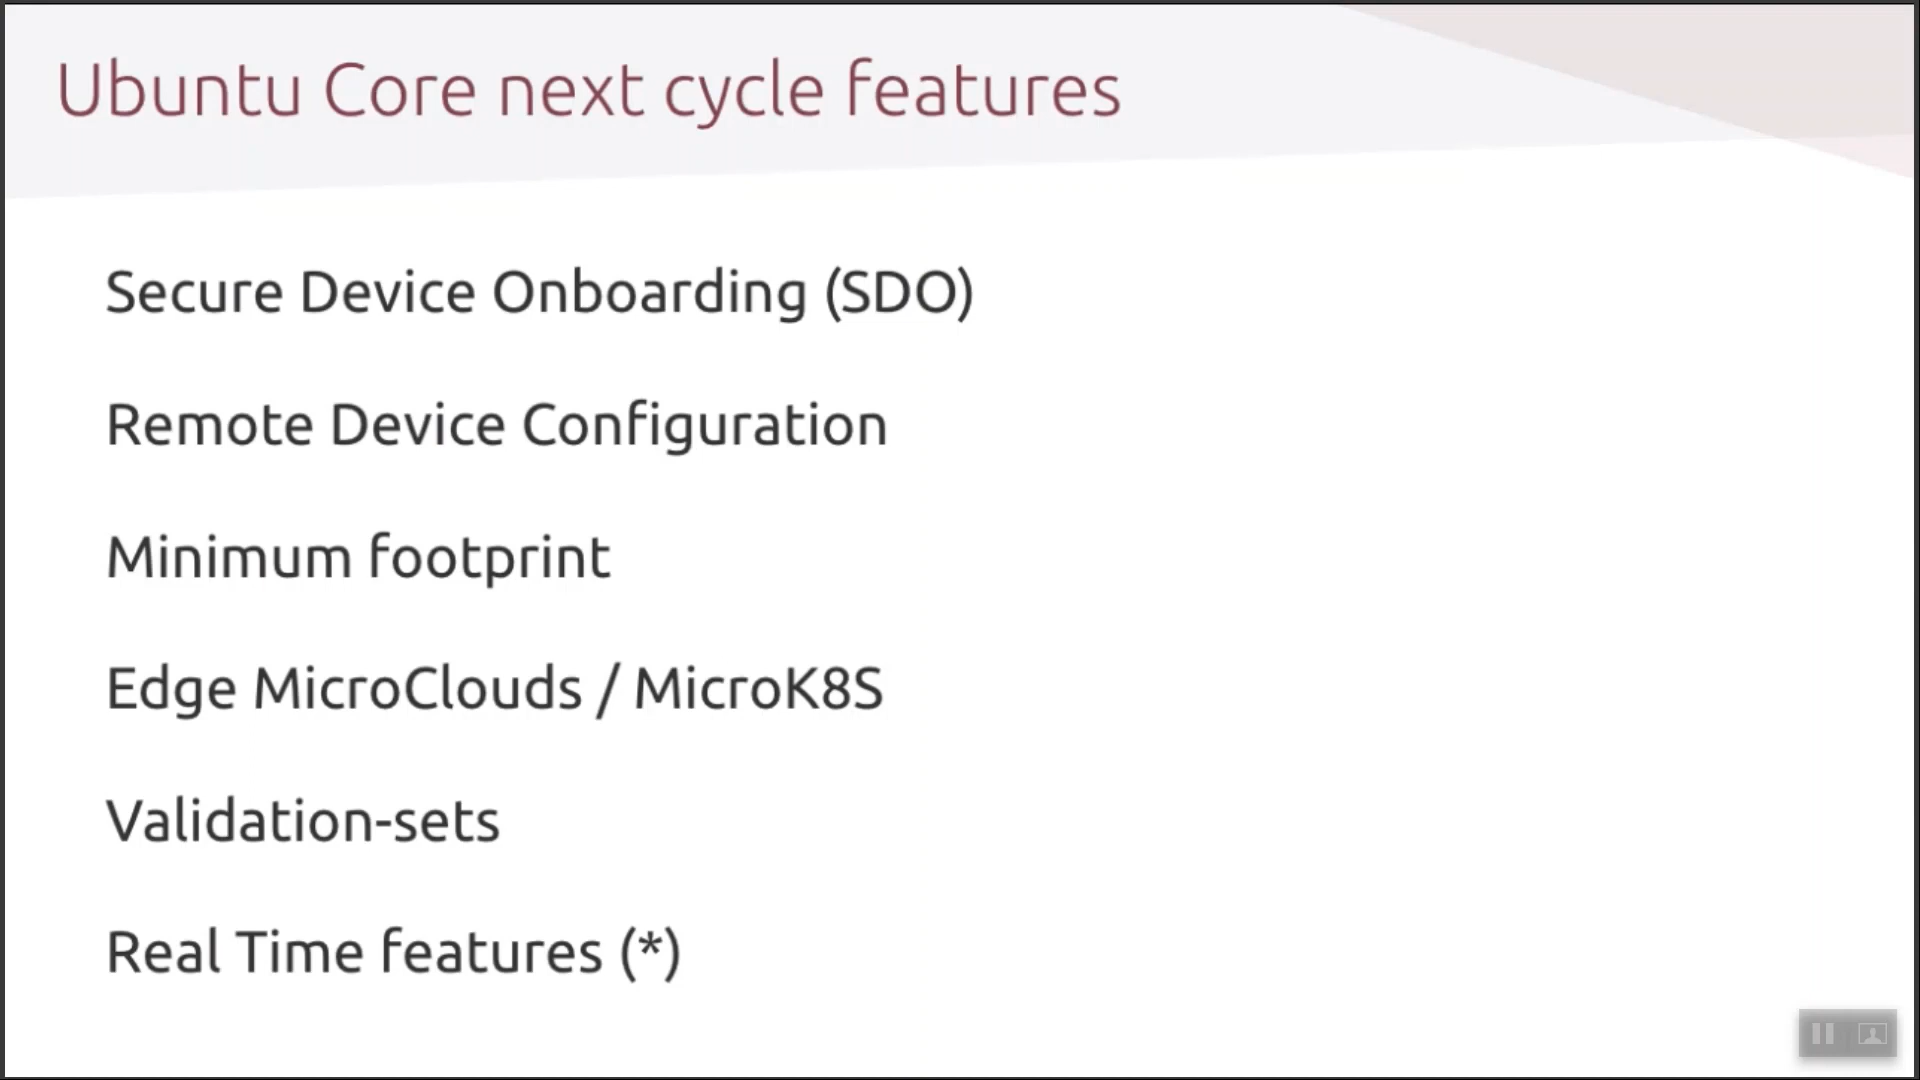 Ubuntu Core next cycle features
Secure Device Onboarding (SDO)
Remote Device Configuration
Minimum footprint
Edge MicroClouds / MicroK8S
Validation-sets
Real Time features (*)